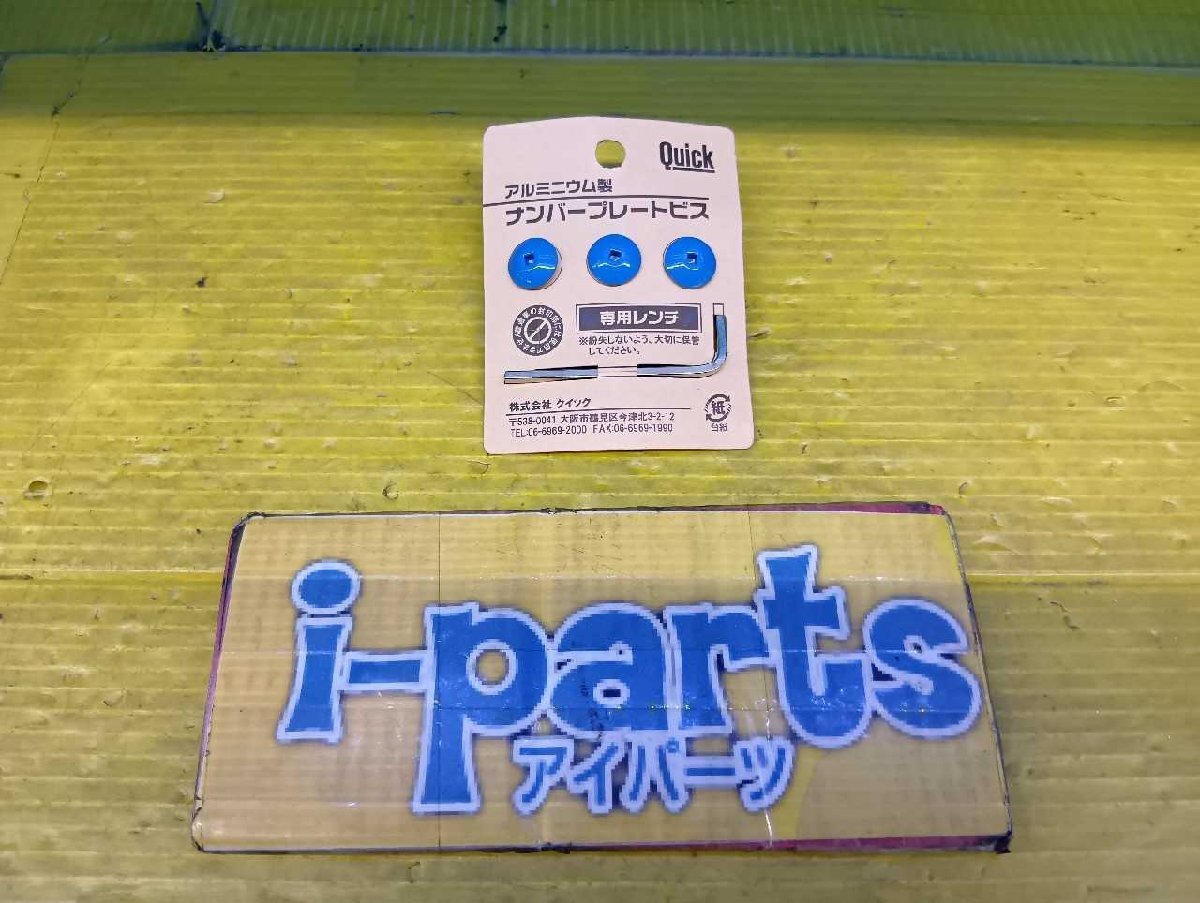 Quick
アルミニウム製
ナンバープレートビス
専用レンチ
※紛失しないよう、大切に保管
してください。
株式会社 クイック
〒538-0041 大阪市鶴見区今津北3-2-12
TEL:06-6969-2000 FAX:06-6969-1990
紙
台紙
i-parts
アイパーツ